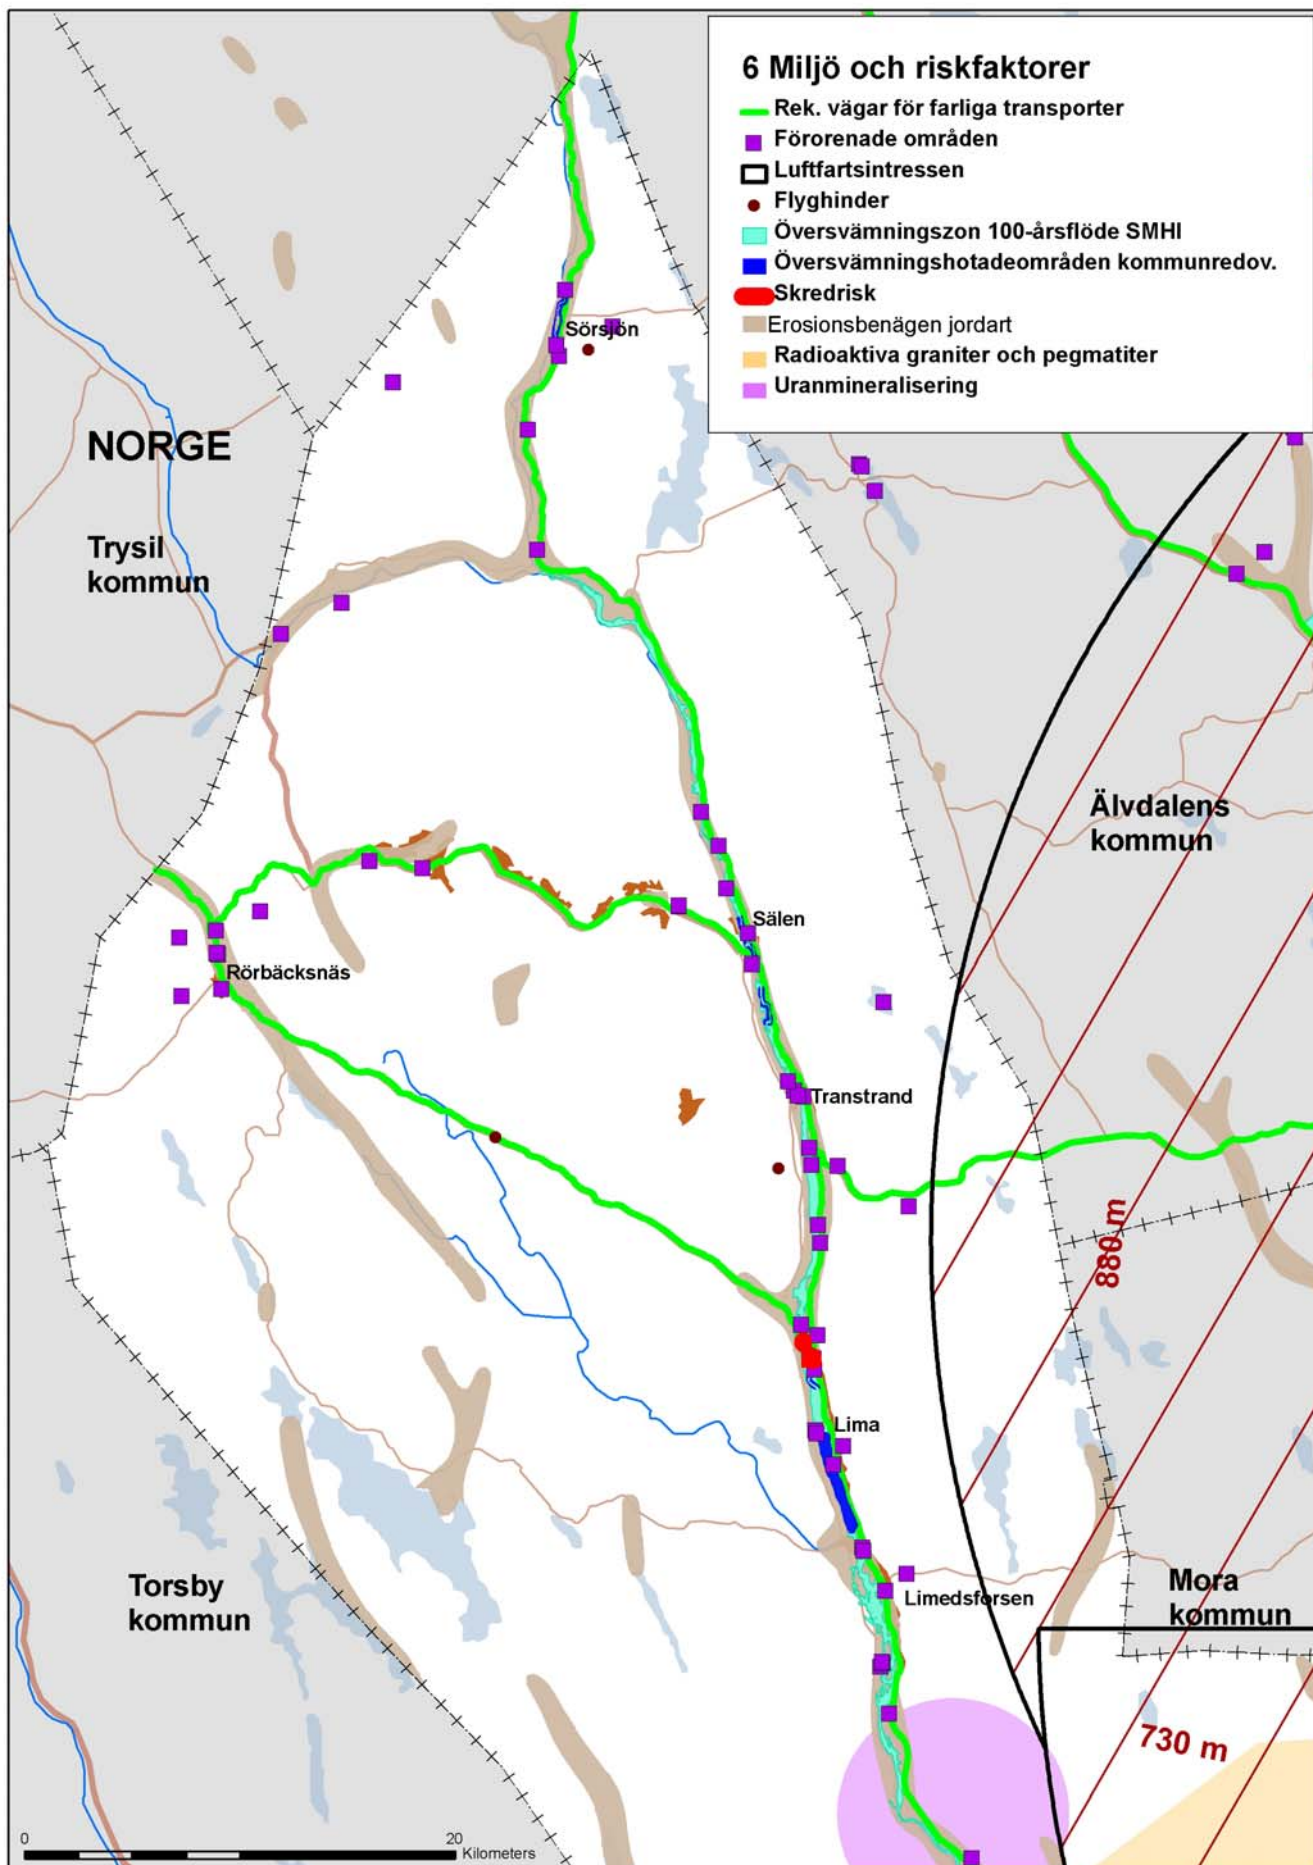 6 Miljö och riskfaktorer
Rek. vägar för farliga transporter
Förorenade områden
Luftfartsintressen
Flyghinder
Översvämningszon 100-årsflöde SMHI
Översvämningshotadeområden kommunredov.
Skredrisk
Erosionsbenägen jordart
Radioaktiva graniter och pegmatiter
Uranmineralisering
Sörsjön
NORGE
Trysil
kommun
Älvdalens
kommun
Sälen
Rörbäcksnäs
Transtrand
880 m
Lima
Torsby
kommun
Limedsforsen
Mora
kommun
730 m
0 20
Kilometers